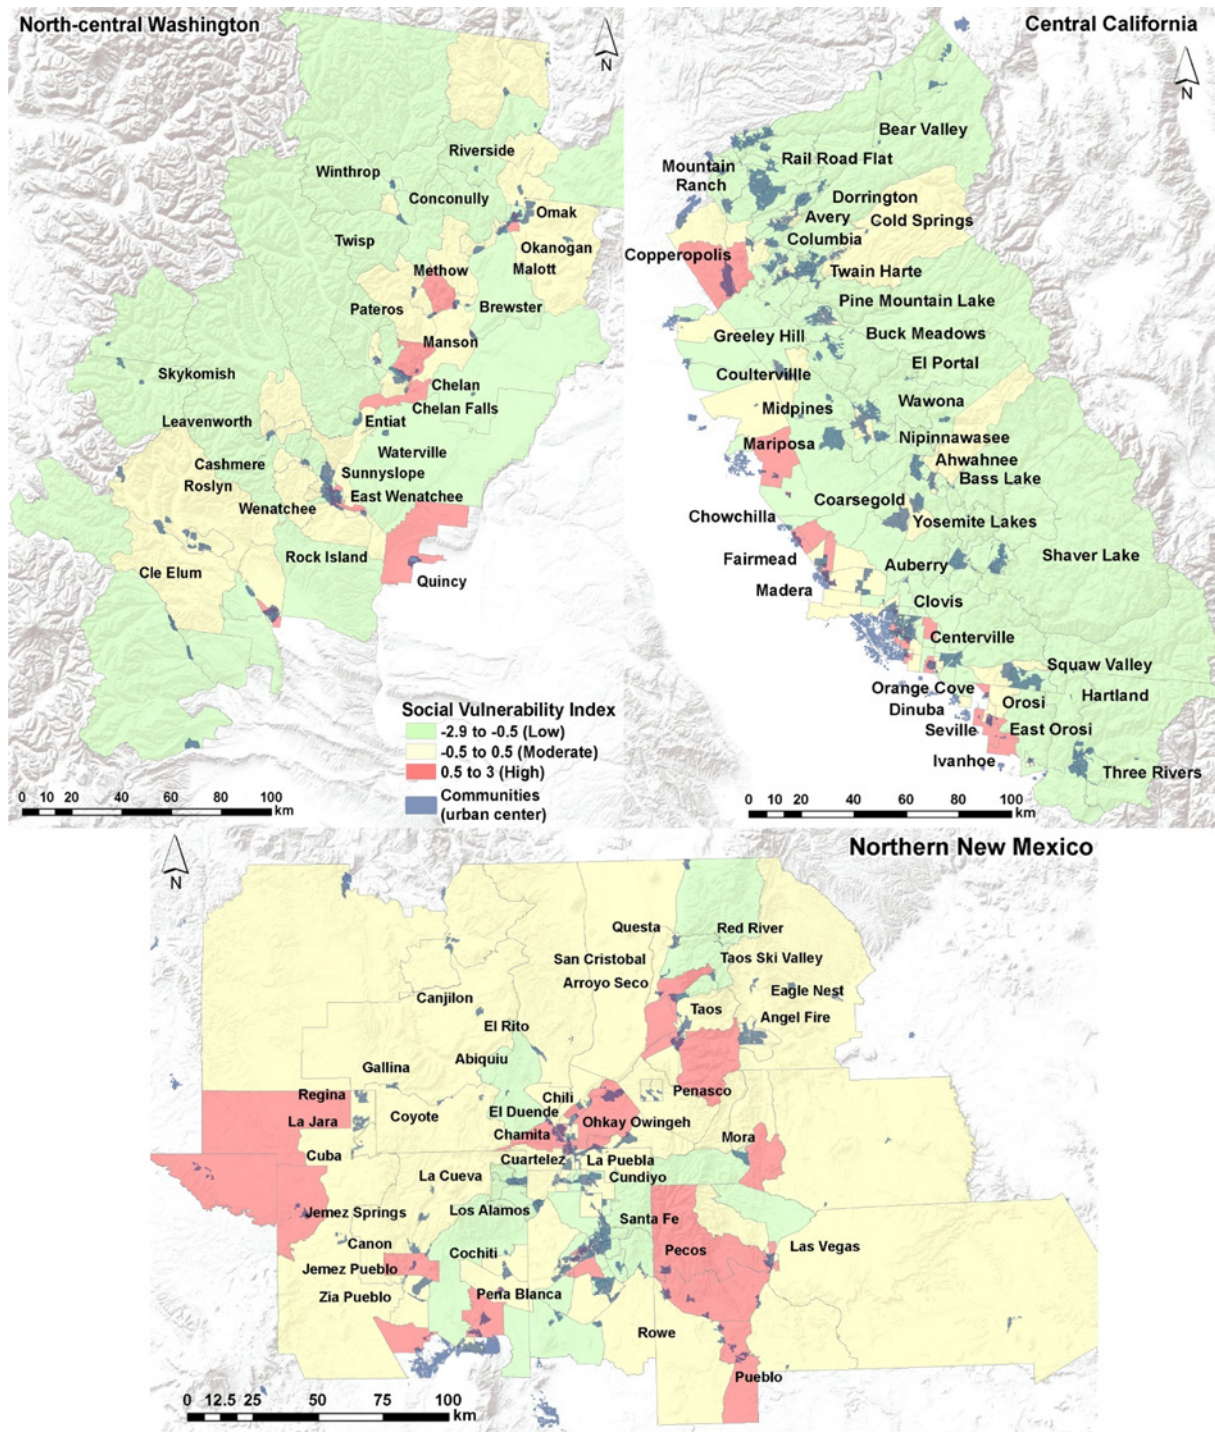 North-central Washington
N
Riverside
Winthrop
Conconully
Omak
Twisp
Okanogan
Methow
Malott
Pateros
Brewster
Manson
Skykomish
Chelan
Chelan Falls
Leavenworth
Entiat
Waterville
Cashmere
Sunnyslope
Roslyn
East Wenatchee
Wenatchee
Rock Island
Cle Elum
Quincy
Social Vulnerability Index
-2.9 to -0.5 (Low)
-0.5 to 0.5 (Moderate)
0.5 to 3 (High)
Communities
(urban center)
0 10 20 40 60 80 100
km
Central California
N
Bear Valley
Rail Road Flat
Mountain
Ranch
Dorrington
Avery
Cold Springs
Columbia
Copperopolis
Twain Harte
Pine Mountain Lake
Greeley Hill
Buck Meadows
El Portal
Coultervillle
Wawona
Midpines
Mariposa
Nipinnawasee
Ahwahnee
Bass Lake
Coarsegold
Chowchilla
Yosemite Lakes
Fairmead
Auberry
Shaver Lake
Madera
Clovis
Centerville
Squaw Valley
Orange Cove
Hartland
Dinuba
Orosi
Seville
East Orosi
Ivanhoe
Three Rivers
0 10 20 40 60 80 100
km
Northern New Mexico
N
Questa
Red River
San Cristobal
Taos Ski Valley
Arroyo Seco
Eagle Nest
Canjilon
Taos
Angel Fire
El Rito
Abiquiu
Gallina
Regina
Chili
Penasco
La Jara
Coyote
El Duende
Ohkay Owingeh
Chamita
Mora
Cuba
Cuartelez
La Puebla
La Cueva
Cundiyo
Jemez Springs
Los Alamos
Santa Fe
Canon
Cochiti
Pecos
Las Vegas
Jemez Pueblo
Zia Pueblo
Pena Blanca
Rowe
Pueblo
0 12.5 25 50 75 100
km